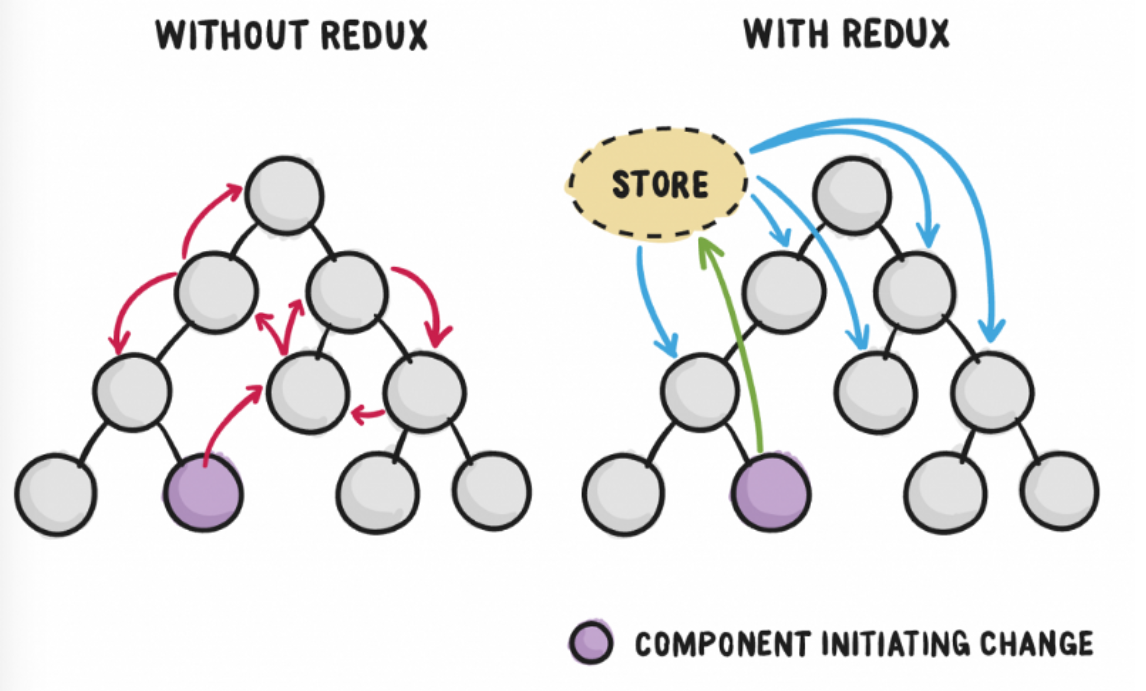 WITHOUT REDUX
WITH REDUX
STORE
COMPONENT INITIATING CHANGE